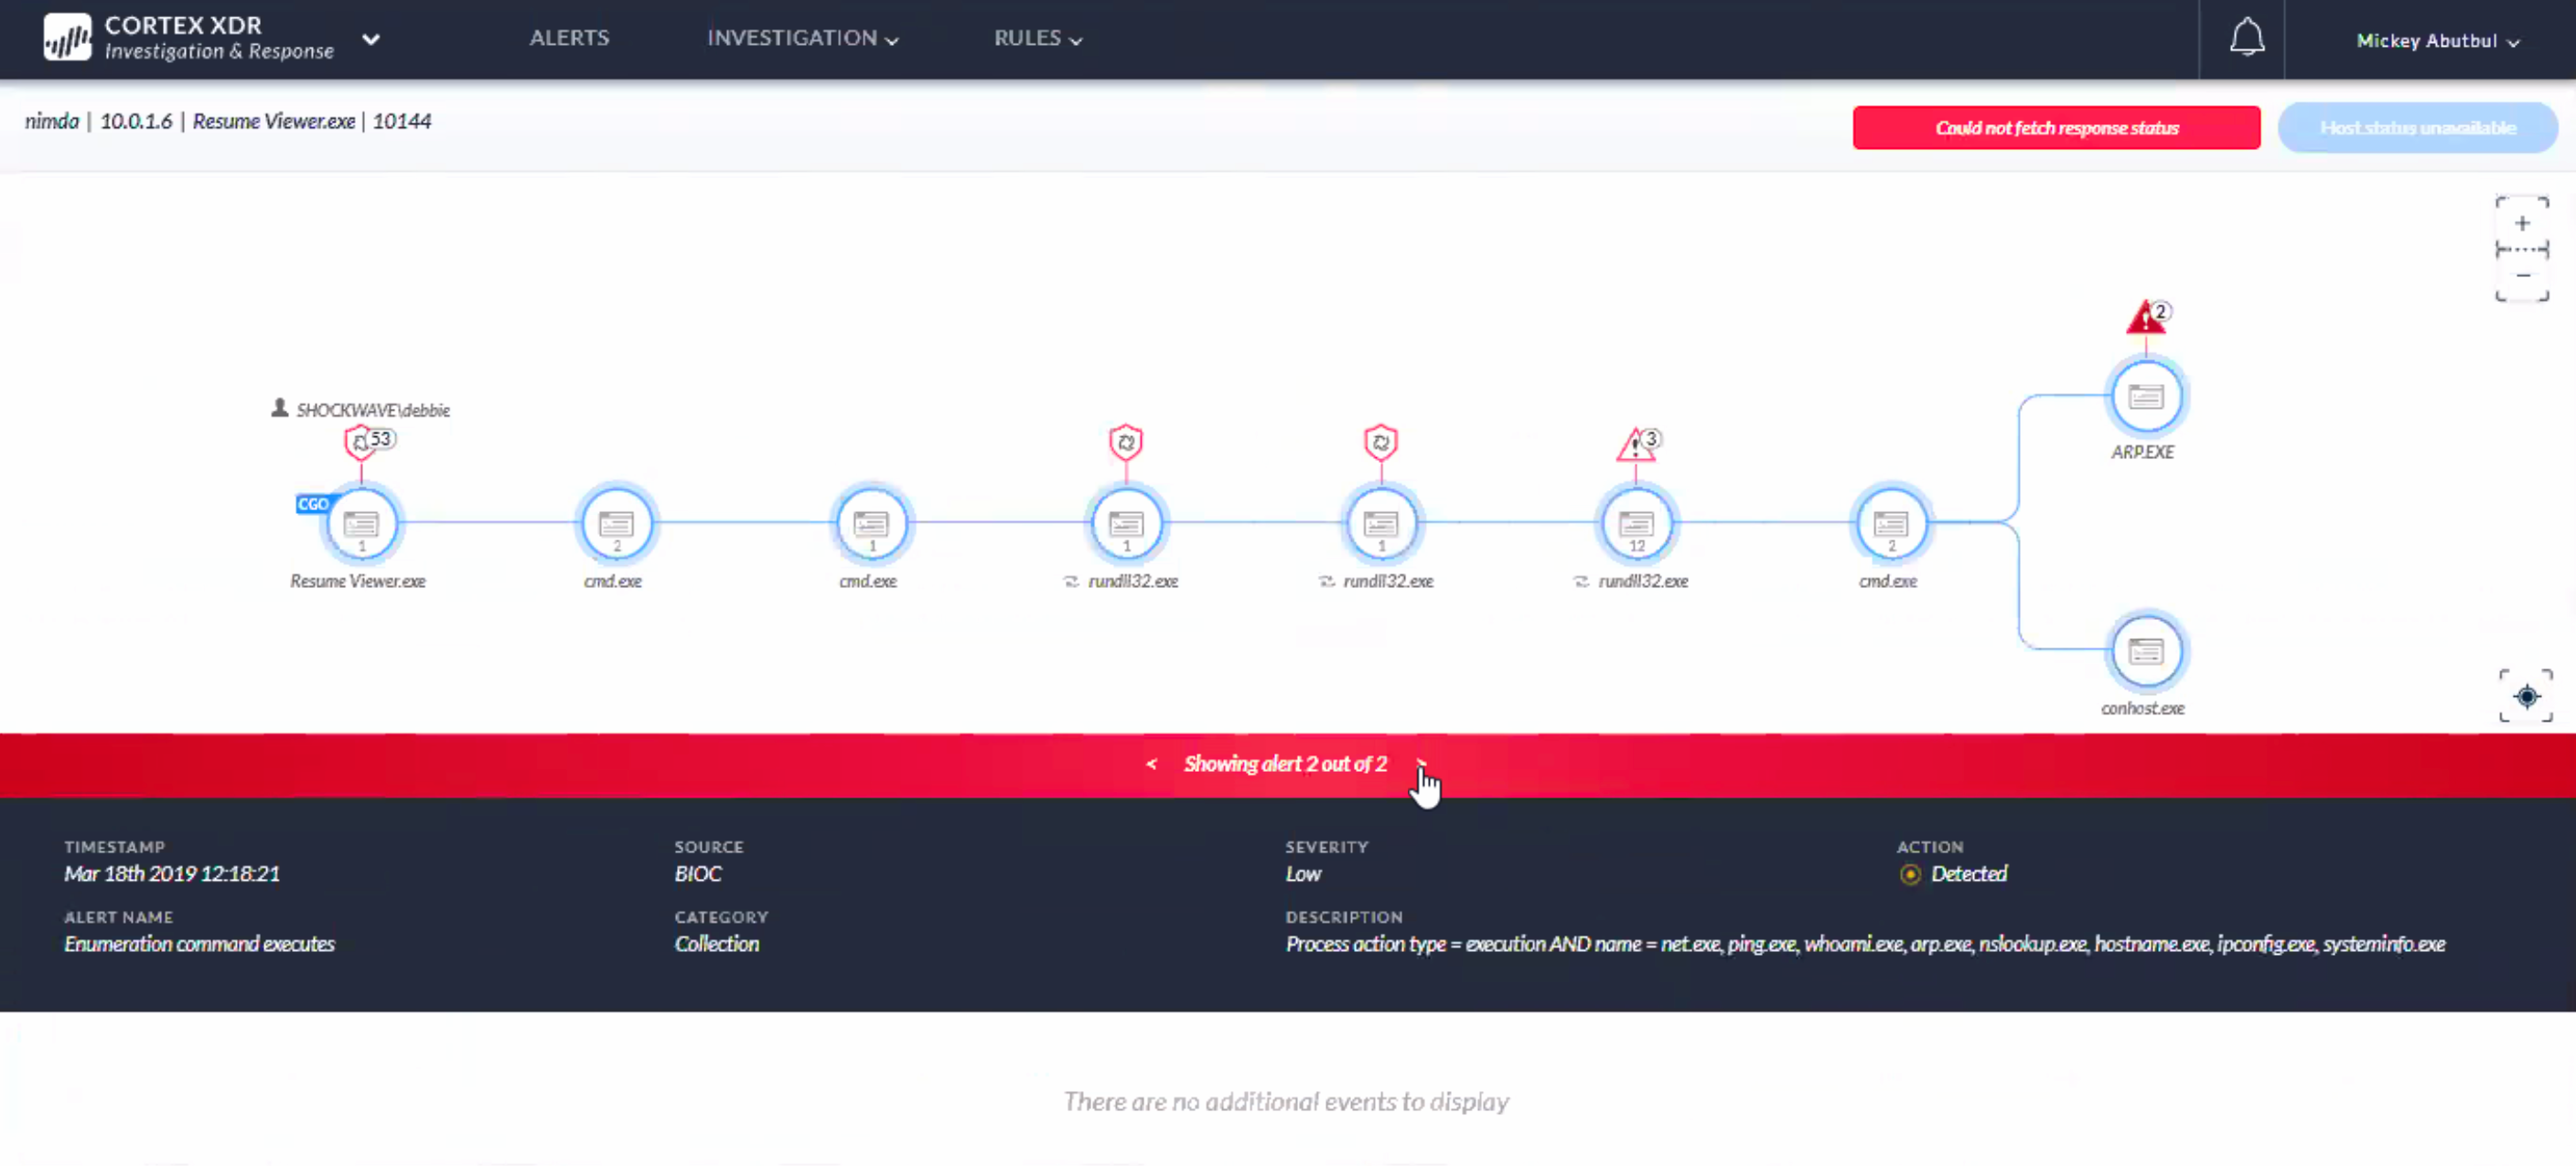 CORTEX XDR
Investigation & Response
ALERTS
INVESTIGATION
RULES
Mickey Abutbul
nimda | 10.0.1.6 | Resume Viewer.exe | 10144
Could not fetch response status
Host status unavailable
+
-
2
ARP.EXE
SHOCKWAVE\debbie
53
3
CGO
1
2
1
1
1
12
2
Resume Viewer.exe
cmd.exe
cmd.exe
rundll32.exe
rundll32.exe
rundll32.exe
cmd.exe
conhost.exe
< Showing alert 2 out of 2 >
TIMESTAMP
Mar 18th 2019 12:18:21
SOURCE
BIOC
SEVERITY
Low
ACTION
Detected
ALERT NAME
Enumeration command executes
CATEGORY
Collection
DESCRIPTION
Process action type = execution AND name = net.exe, ping.exe, whoami.exe, arp.exe, nslookup.exe, hostname.exe, ipconfig.exe, systeminfo.exe
There are no additional events to display